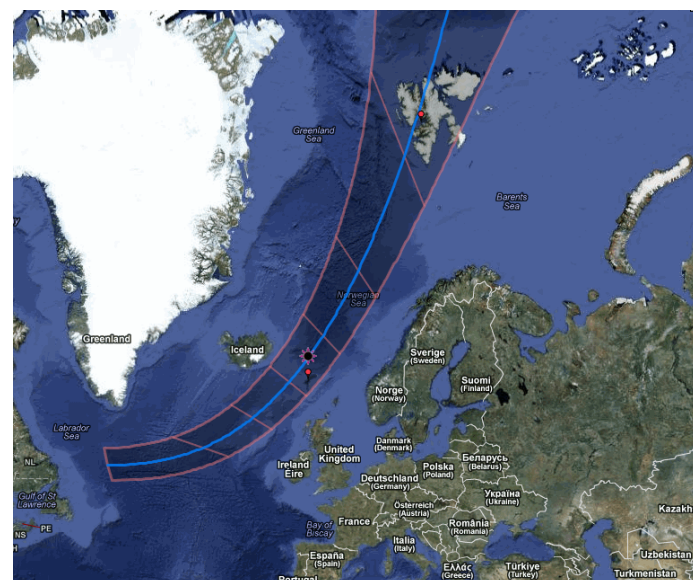 Greenland
Sea
Barents
Sea
Norwegian
Sea
Greenland
Iceland
Sverige
(Sweden)
Suomi
(Finland)
Norge
(Norway)
Labrador
Sea
NL
Gulf of St
Lawrence
NS
PE
Danmark
(Denmark)
United
Kingdom
Ireland
Éire
Беларусь
(Belarus)
Polska
(Poland)
Deutschland
(Germany)
Україна
(Ukraine)
Österreich
(Austria)
France
Kazakh
Bay of
Biscay
România
(Romania)
Italia
(Italy)
España
(Spain)
Ελλάς
(Greece)
Türkiye
(Turkey)
Uzbekistan
Turkmenistan
Portugal